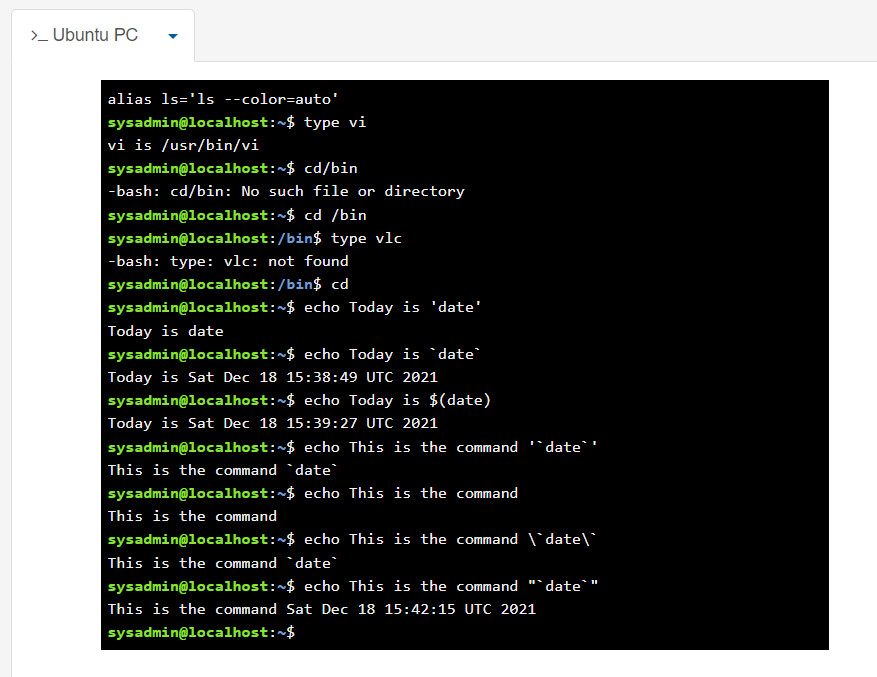 >_ Ubuntu PC
alias ls='ls --color=auto'
sysadmin@localhost:~$ type vi
vi is /usr/bin/vi
sysadmin@localhost:~$ cd/bin
-bash: cd/bin: No such file or directory
sysadmin@localhost:~$ cd /bin
sysadmin@localhost:/bin$ type vlc
-bash: type: vlc: not found
sysadmin@localhost:/bin$ cd
sysadmin@localhost:~$ echo Today is 'date'
Today is date
sysadmin@localhost:~$ echo Today is `date`
Today is Sat Dec 18 15:38:49 UTC 2021
sysadmin@localhost:~$ echo Today is $(date)
Today is Sat Dec 18 15:39:27 UTC 2021
sysadmin@localhost:~$ echo This is the command '`date`'
This is the command `date`
sysadmin@localhost:~$ echo This is the command
This is the command
sysadmin@localhost:~$ echo This is the command \`date\`
This is the command `date`
sysadmin@localhost:~$ echo This is the command "`date`"
This is the command Sat Dec 18 15:42:15 UTC 2021
sysadmin@localhost:~$